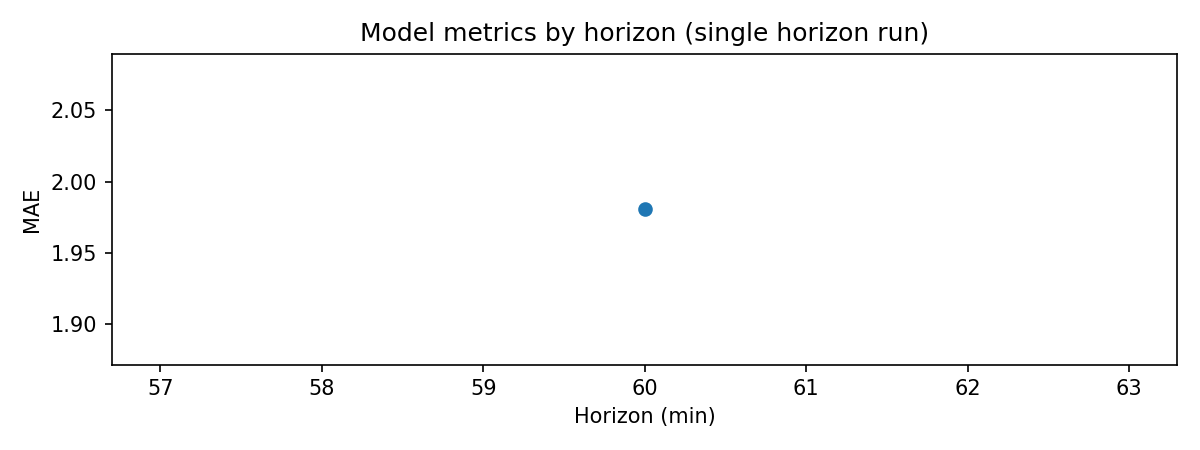 Model metrics by horizon (single horizon run)
MAE
2.05
2.00
1.95
1.90
57 58 59 60 61 62 63
Horizon (min)